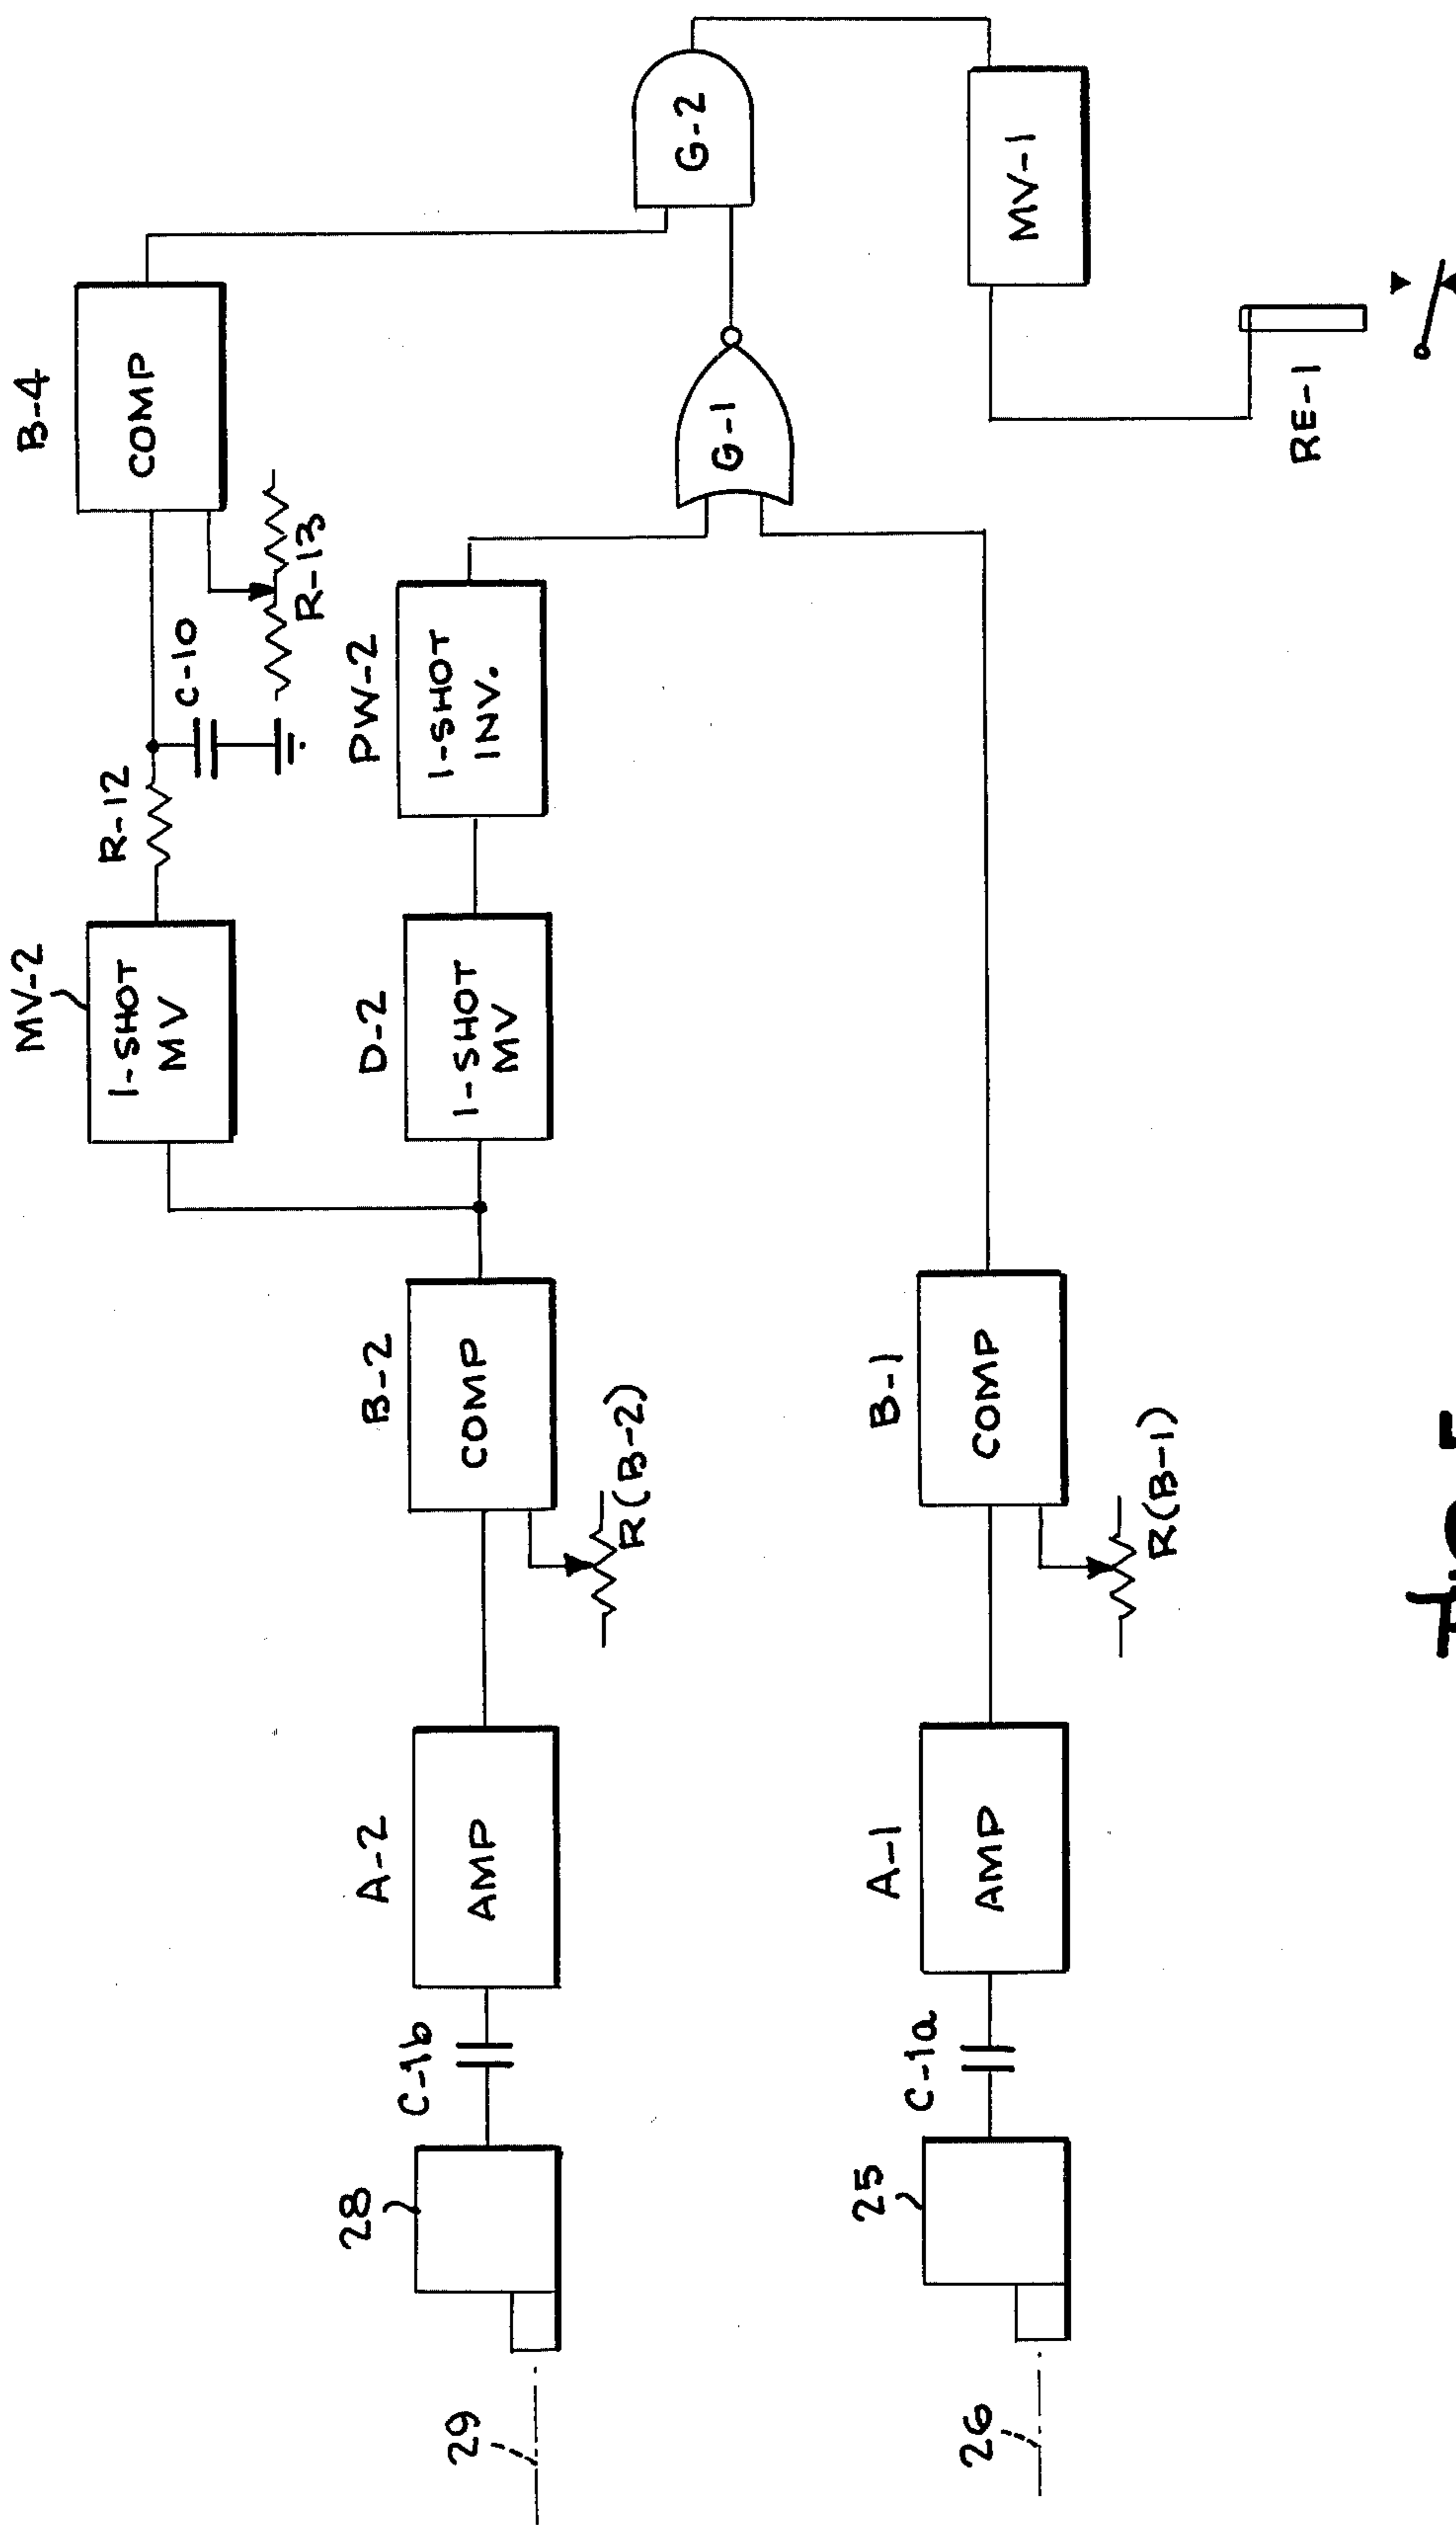 MV-2
1-SHOT
MV
R-12
C-10
R-13
B-4
COMP
28
29
C-1b
A-2
AMP
B-2
COMP
R(B-2)
D-2
1-SHOT
MV
PW-2
1-SHOT
INV.
G-1
G-2
25
26
C-1a
A-1
AMP
B-1
COMP
R(B-1)
MV-1
RE-1